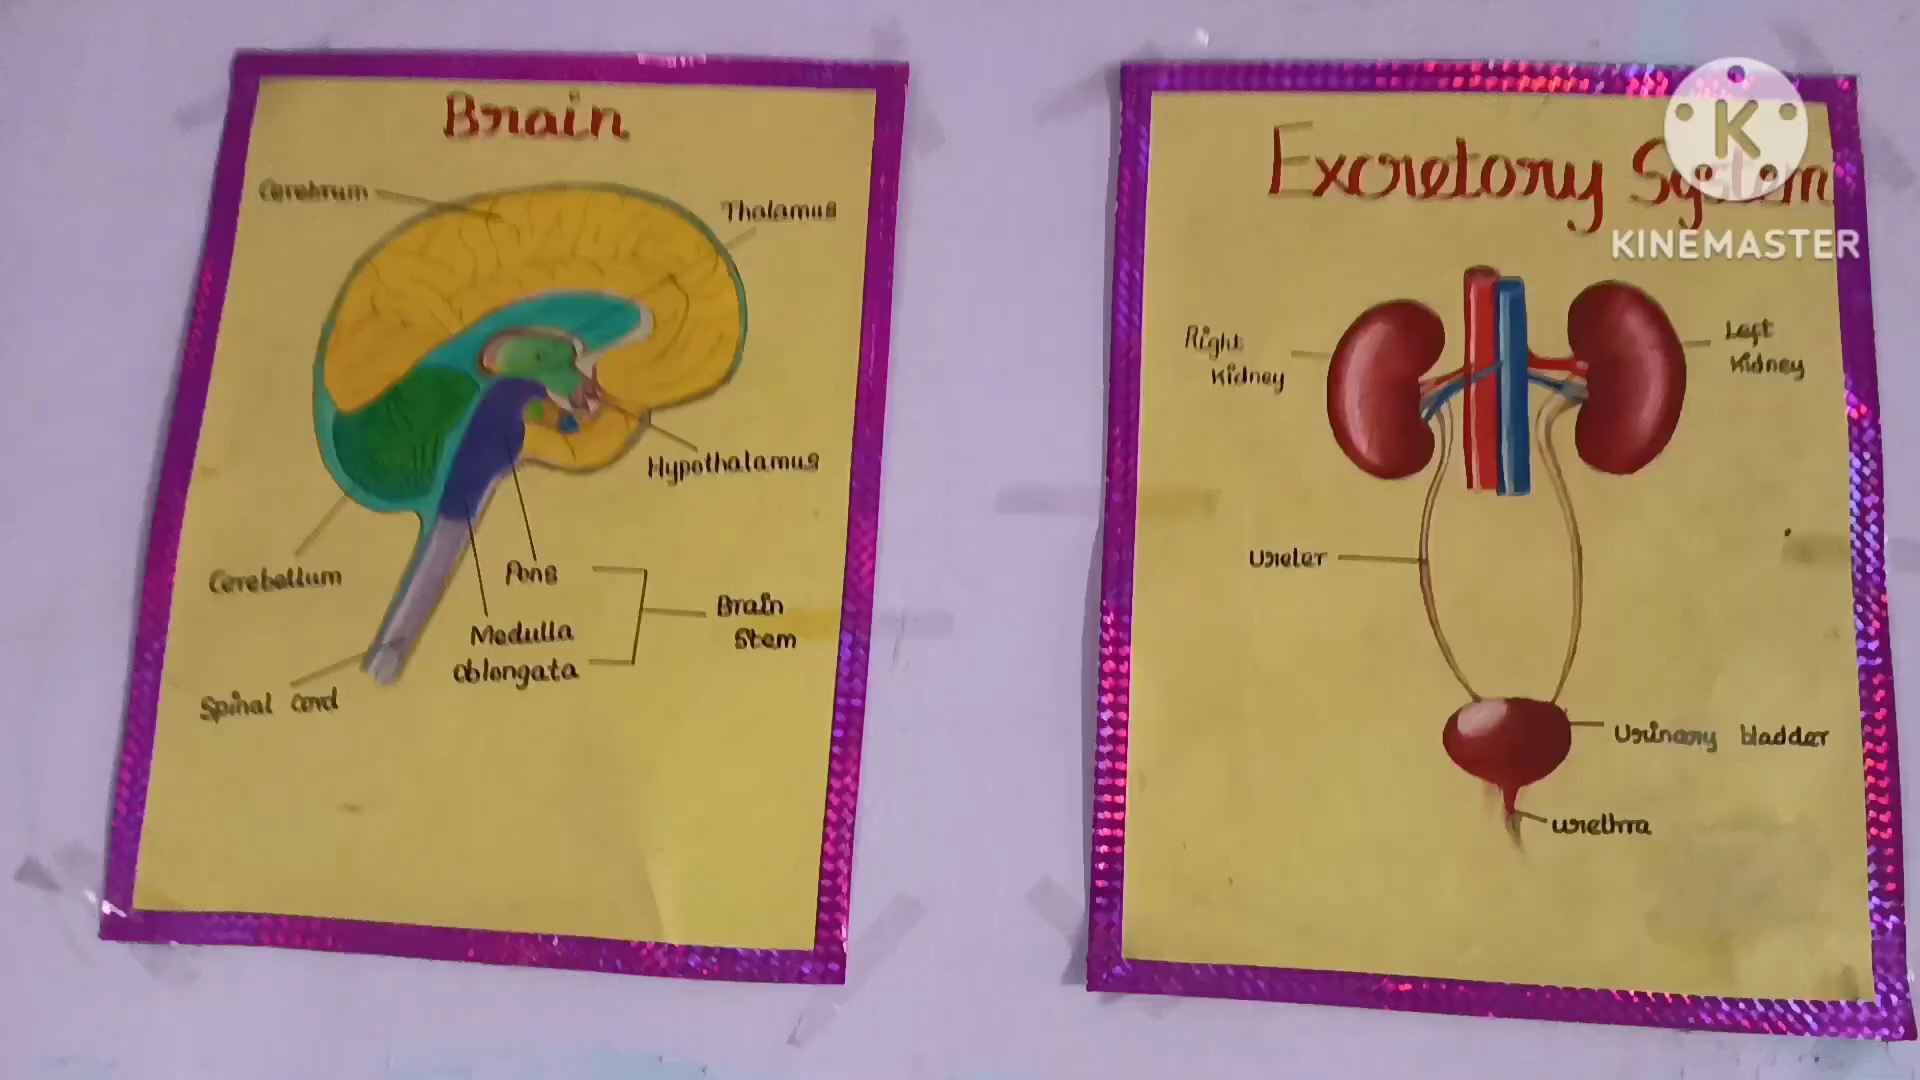 Brain
Cerebrum
Thalamus
Hypothalamus
Cerebellum
Pons
Medulla
oblongata
Brain
Stem
Spinal Cord
Excretory System
K
KINEMASTER
Right
Kidney
Left
Kidney
Ureter
Urinary bladder
urethra